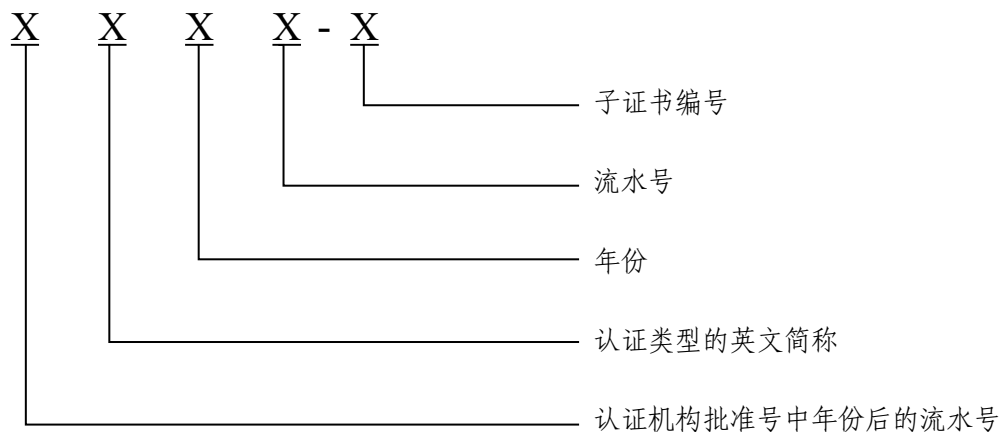 X X X X - X
子证书编号
流水号
年份
认证类型的英文简称
认证机构批准号中年份后的流水号